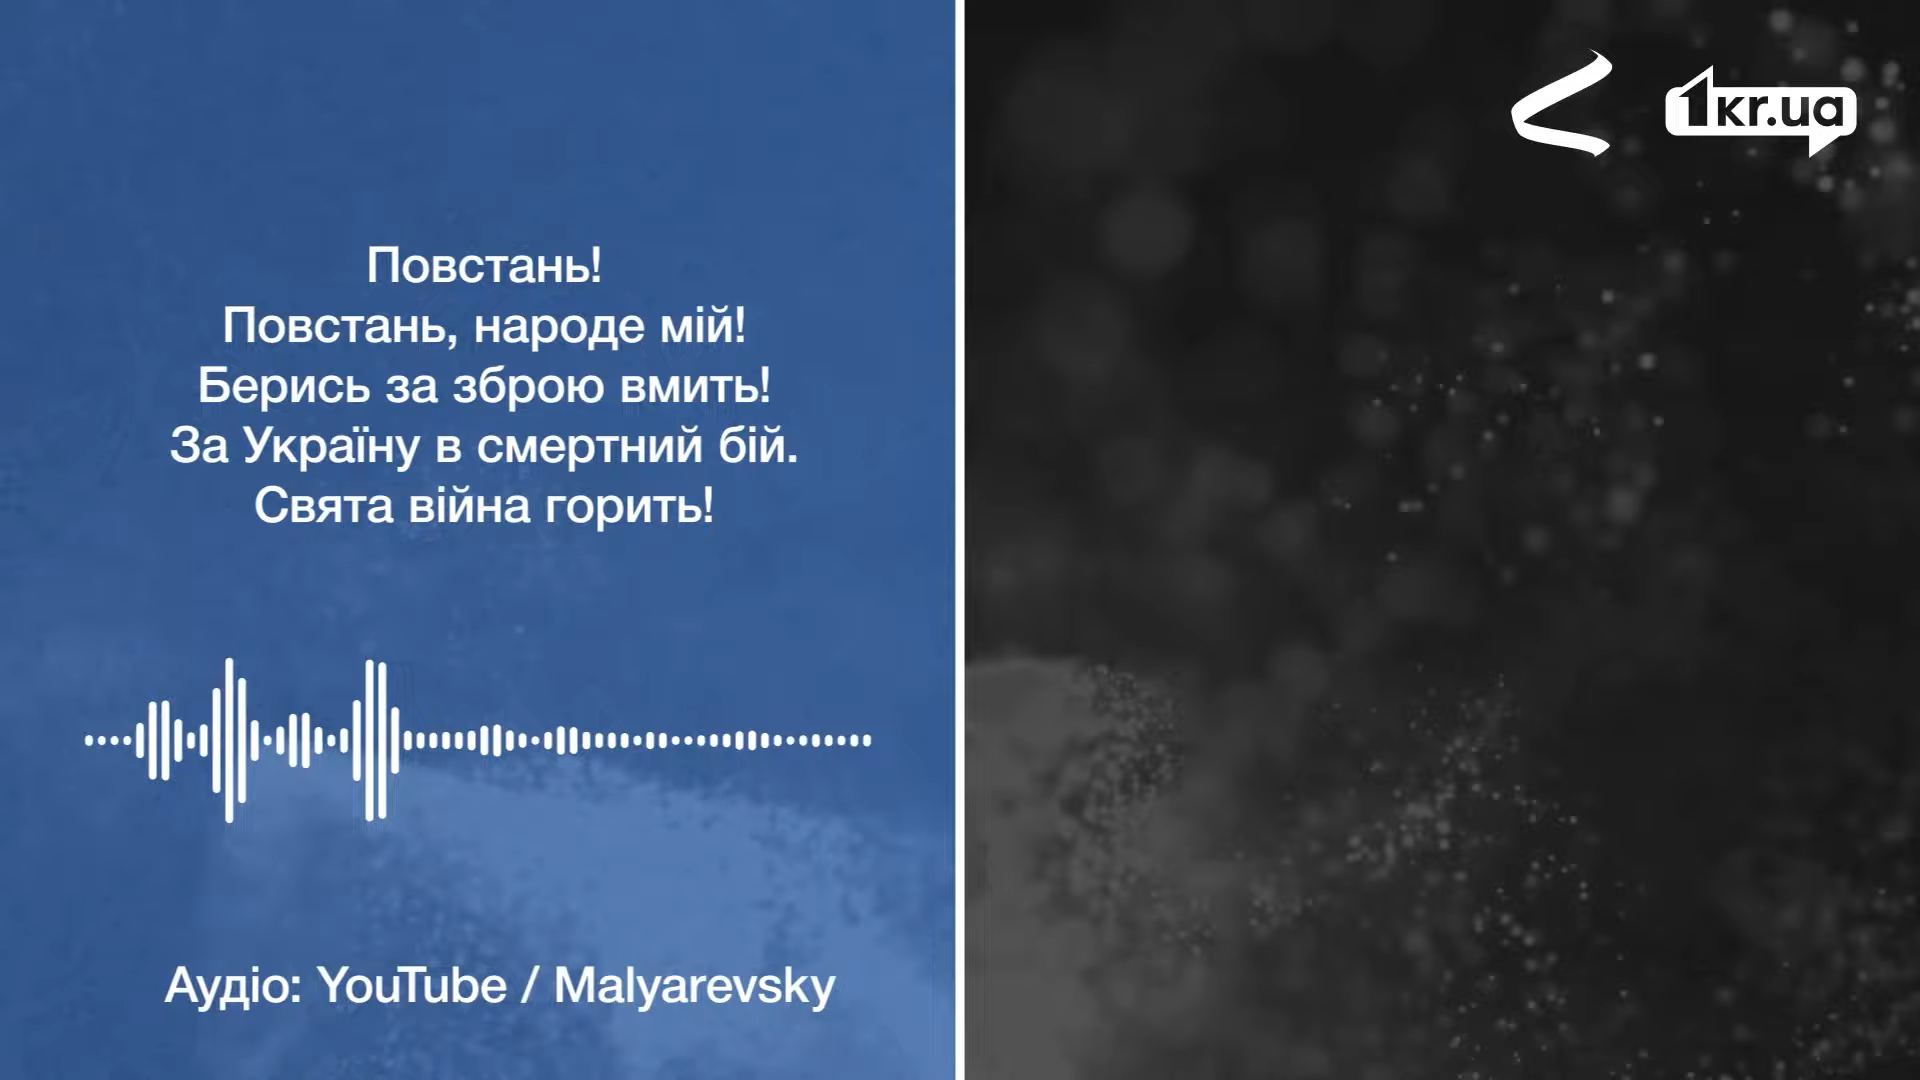 Повстань!
Повстань, народе мій!
Берись за зброю вмить!
За Україну в смертний бій.
Свята війна горить!
Аудіо: YouTube / Malyarevsky
1kr.ua